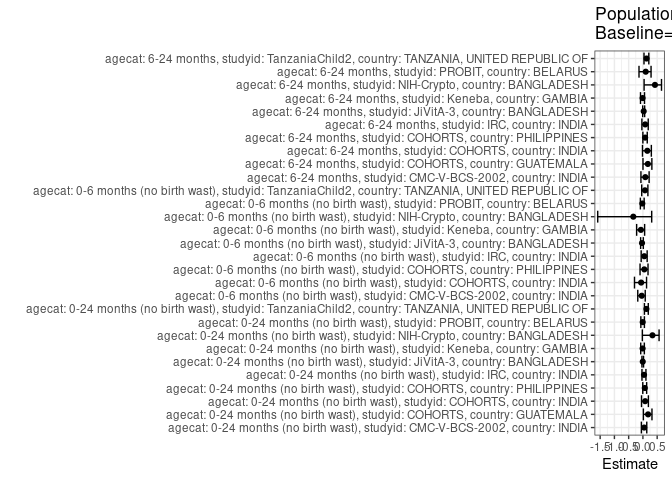 Population
Baseline=
agecat: 6-24 months, studyid: TanzaniaChild2, country: TANZANIA, UNITED REPUBLIC OF
agecat: 6-24 months, studyid: PROBIT, country: BELARUS
agecat: 6-24 months, studyid: NIH-Crypto, country: BANGLADESH
agecat: 6-24 months, studyid: Keneba, country: GAMBIA
agecat: 6-24 months, studyid: JiVitA-3, country: BANGLADESH
agecat: 6-24 months, studyid: IRC, country: INDIA
agecat: 6-24 months, studyid: COHORTS, country: PHILIPPINES
agecat: 6-24 months, studyid: COHORTS, country: INDIA
agecat: 6-24 months, studyid: COHORTS, country: GUATEMALA
agecat: 6-24 months, studyid: CMC-V-BCS-2002, country: INDIA
agecat: 0-6 months (no birth wast), studyid: TanzaniaChild2, country: TANZANIA, UNITED REPUBLIC OF
agecat: 0-6 months (no birth wast), studyid: PROBIT, country: BELARUS
agecat: 0-6 months (no birth wast), studyid: NIH-Crypto, country: BANGLADESH
agecat: 0-6 months (no birth wast), studyid: Keneba, country: GAMBIA
agecat: 0-6 months (no birth wast), studyid: JiVitA-3, country: BANGLADESH
agecat: 0-6 months (no birth wast), studyid: IRC, country: INDIA
agecat: 0-6 months (no birth wast), studyid: COHORTS, country: PHILIPPINES
agecat: 0-6 months (no birth wast), studyid: COHORTS, country: INDIA
agecat: 0-6 months (no birth wast), studyid: CMC-V-BCS-2002, country: INDIA
agecat: 0-24 months (no birth wast), studyid: TanzaniaChild2, country: TANZANIA, UNITED REPUBLIC OF
agecat: 0-24 months (no birth wast), studyid: PROBIT, country: BELARUS
agecat: 0-24 months (no birth wast), studyid: NIH-Crypto, country: BANGLADESH
agecat: 0-24 months (no birth wast), studyid: Keneba, country: GAMBIA
agecat: 0-24 months (no birth wast), studyid: JiVitA-3, country: BANGLADESH
agecat: 0-24 months (no birth wast), studyid: IRC, country: INDIA
agecat: 0-24 months (no birth wast), studyid: COHORTS, country: PHILIPPINES
agecat: 0-24 months (no birth wast), studyid: COHORTS, country: INDIA
agecat: 0-24 months (no birth wast), studyid: COHORTS, country: GUATEMALA
agecat: 0-24 months (no birth wast), studyid: CMC-V-BCS-2002, country: INDIA
-1.5 -1.0 -0.5 0.0 0.5
Estimate